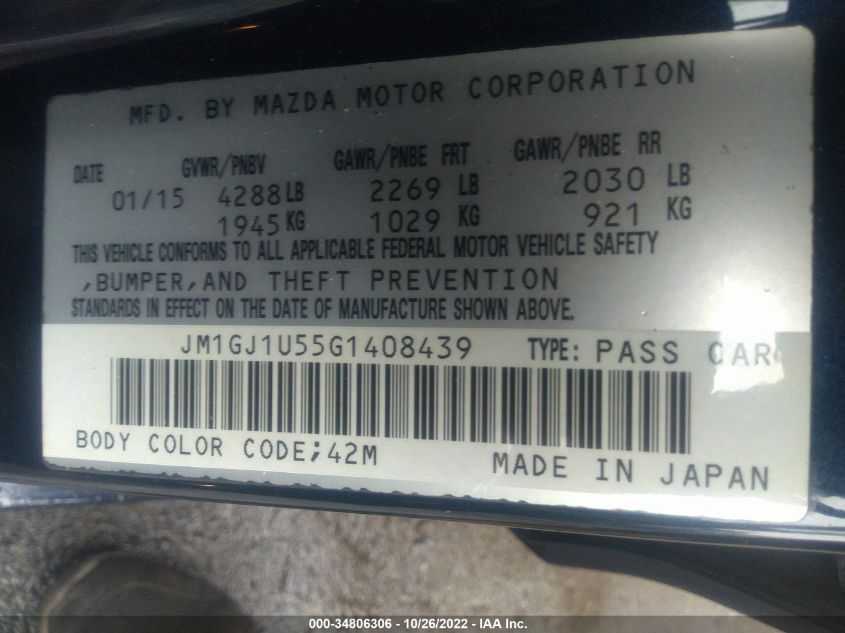 MFD. BY MAZDA MOTOR CORPORATION
DATE GVWR/PNBV GAWR/PNBE FRT GAWR/PNBE RR
01/15 4288 LB 2269 LB 2030 LB
1945 KG 1029 KG 921 KG
THIS VEHICLE CONFORMS TO ALL APPLICABLE FEDERAL MOTOR VEHICLE SAFETY
,BUMPER,AND THEFT PREVENTION
STANDARDS IN EFFECT ON THE DATE OF MANUFACTURE SHOWN ABOVE.
JM1GJ1U55G1408439 TYPE: PASS CAR
BODY COLOR CODE;42M MADE IN JAPAN
000-34806306 - 10/26/2022 - IAA Inc.